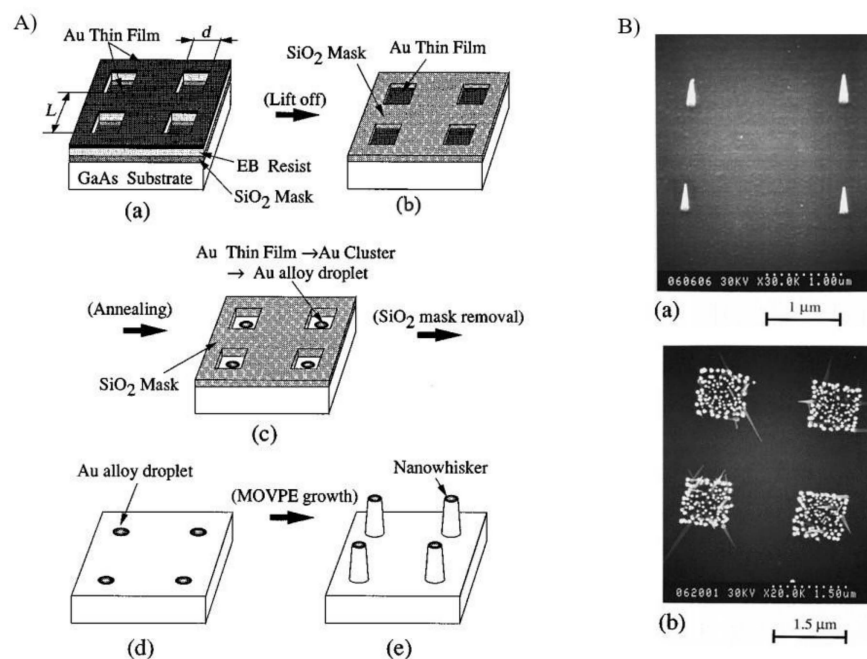 A)
Au Thin Film
d
L
EB Resist
GaAs Substrate
SiO2 Mask
(a)
(Lift off)
SiO2 Mask
Au Thin Film
(b)
Au Thin Film →Au Cluster
→ Au alloy droplet
(Annealing)
SiO2 Mask
(c)
(SiO2 mask removal)
Au alloy droplet
(d)
(MOVPE growth)
Nanowhisker
(e)
B)
060606 30KV X30.0K 1.00um
(a)
1 μm
062001 30KV X20.0K 1.50um
(b)
1.5 μm